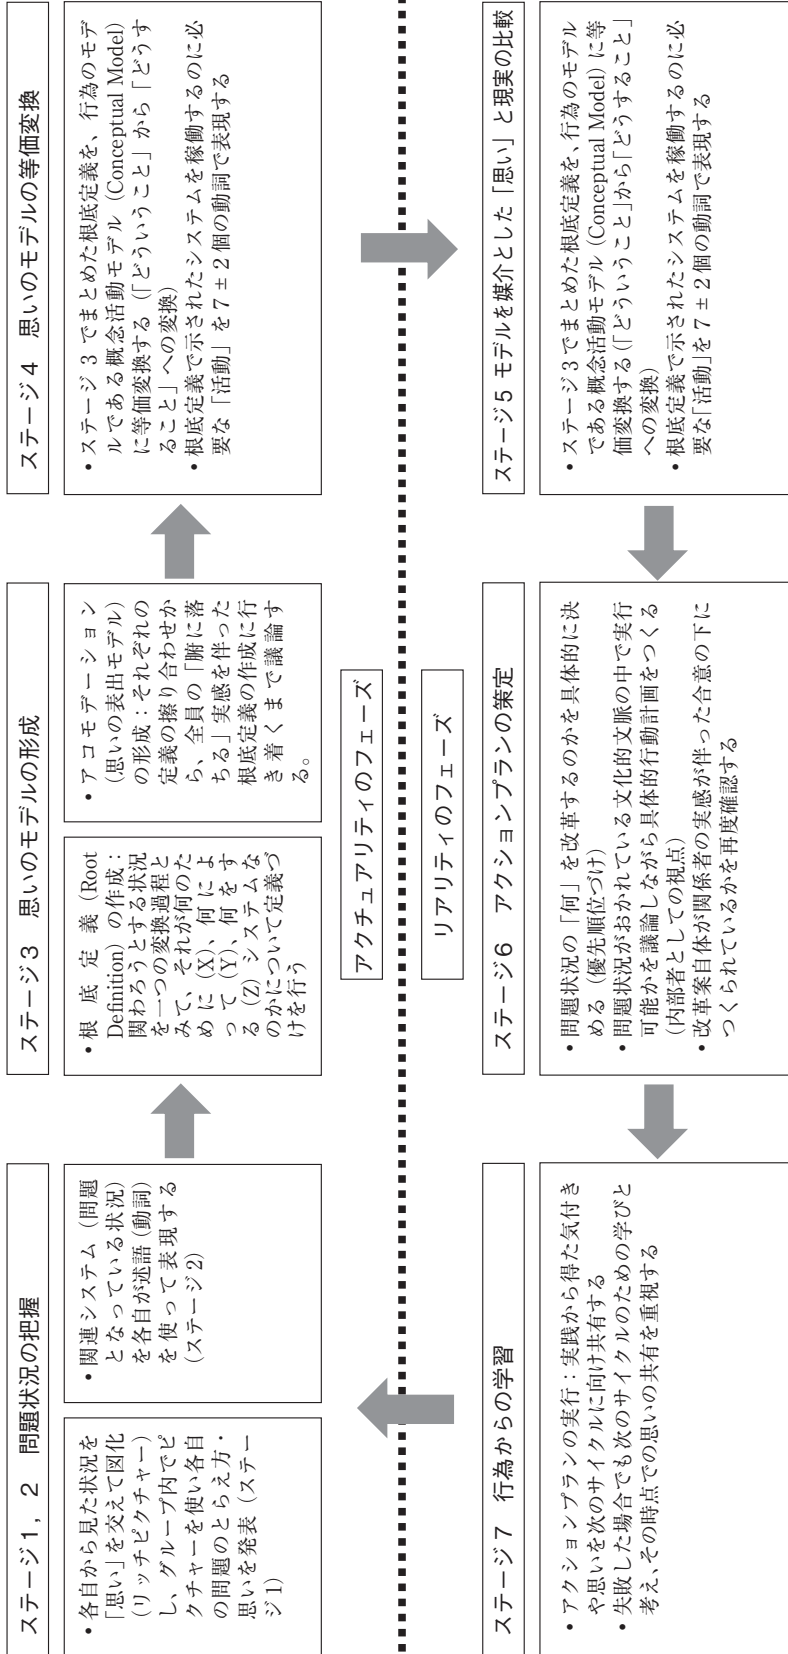 ステージ1，2　問題状況の把握
• 各自から見た状況を
「思い」を交えて図化
(リッチピクチャー)
し、グループ内でピ
クチャーを使い各自
の問題のとらえ方・
思いを発表（ステー
ジ1)
• 関連システム（問題
となっている状況）
を各自が述語（動詞）
を使って表現する
（ステージ2）
ステージ3　思いのモデルの形成
• 根底定義（Root
Definition）の作成：
関わろうとする状況
を一つの変換過程と
みて、それが何のた
めに（X）、何によ
って（Y）、何をす
る（Z）システムな
のかについて定義づ
けを行う
• アコモデーション
(思いの表出モデル)
の形成：それぞれの
定義の擦り合わせか
ら、全員の「腑に落
ちる」実感を伴った
根底定義の作成に行
き着くまで議論す
る。
ステージ4　思いのモデルの等価変換
• ステージ3でまとめた根底定義を、行為のモデ
ルである概念活動モデル（Conceptual Model）
に等価変換する（「どういうこと」から「どうす
ること」への変換）
• 根底定義で示されたシステムを稼働するのに必
要な「活動」を7±2個の動詞で表現する
アクチュアリティのフェーズ
リアリティのフェーズ
ステージ5 モデルを媒介とした「思い」と現実の比較
• ステージ3でまとめた根底定義を、行為のモデル
である概念活動モデル（Conceptual Model）に等
価変換する（「どういうこと」から「どうすること」
への変換）
• 根底定義で示されたシステムを稼働するのに必
要な「活動」を7±2個の動詞で表現する
ステージ6　アクションプランの策定
• 問題状況の「何」を改革するのかを具体的に決
める（優先順位づけ）
• 問題状況がおかれている文化的文脈の中で実行
可能かを議論しながら具体的行動計画をつくる
(内部者としての視点)
• 改革案自体が関係者の実感が伴った合意の下に
つくられているかを再度確認する
ステージ7　行為からの学習
• アクションプランの実行：実践から得た気付き
や思いを次のサイクルに向け共有する
• 失敗した場合でも次のサイクルのための学びと
考え、その時点での思いの共有を重視する